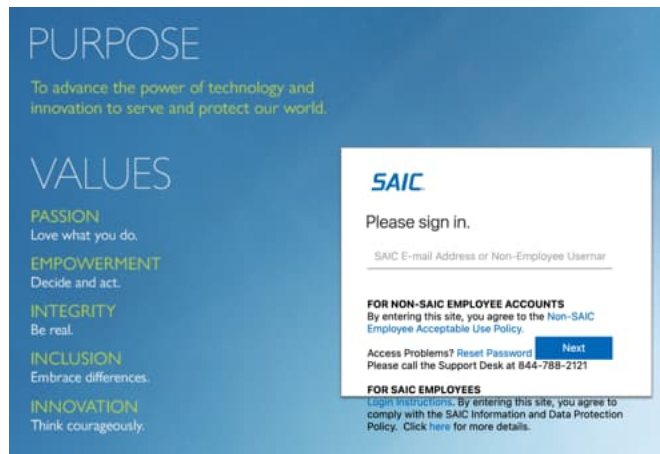 PURPOSE
To advance the power of technology and
innovation to serve and protect our world.
VALUES
PASSION
Love what you do.
EMPOWERMENT
Decide and act.
INTEGRITY
Be real.
INCLUSION
Embrace differences.
INNOVATION
Think courageously.
SAIC
Please sign in.
SAIC E-mail Address or Non-Employee Usernar
FOR NON-SAIC EMPLOYEE ACCOUNTS
By entering this site, you agree to the Non-SAIC
Employee Acceptable Use Policy.
Next
Access Problems? Reset Password
Please call the Support Desk at 844-788-2121
FOR SAIC EMPLOYEES
Login Instructions. By entering this site, you agree to
comply with the SAIC Information and Data Protection
Policy. Click here for more details.